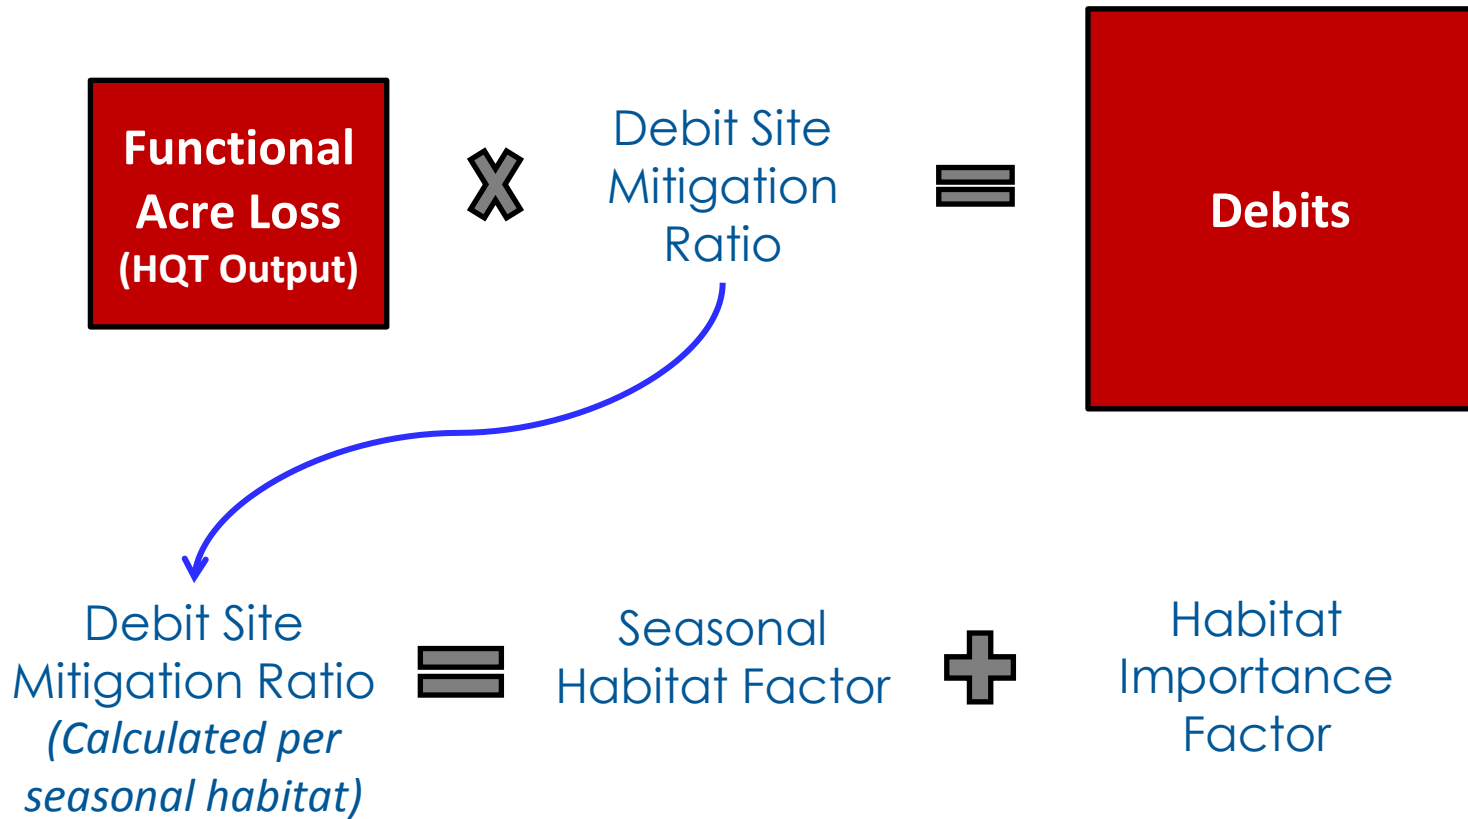 Functional
Acre Loss
(HQT Output)
Debit Site
Mitigation
Ratio
Debits
Debit Site
Mitigation Ratio
(Calculated per
seasonal habitat)
Seasonal
Habitat Factor
Habitat
Importance
Factor